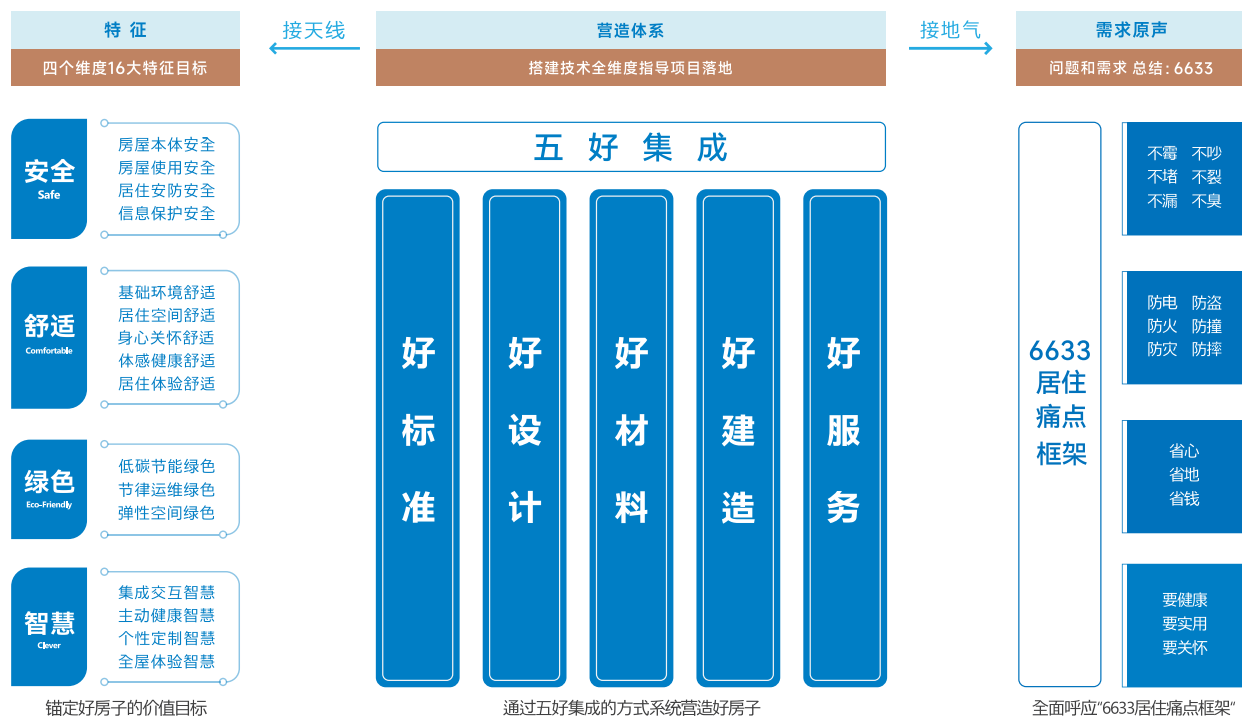 特 征
四个维度16大特征目标
接天线
营造体系
搭建技术全维度指导项目落地
接地气
需求原声
问题和需求 总结：6633
安全
Safe
房屋本体安全
房屋使用安全
居住安防安全
信息保护安全
舒适
Comfortable
基础环境舒适
居住空间舒适
身心关怀舒适
体感健康舒适
居住体验舒适
绿色
Eco-Friendly
低碳节能绿色
节律运维绿色
弹性空间绿色
智慧
Clever
集成交互智慧
主动健康智慧
个性定制智慧
全屋体验智慧
锚定好房子的价值目标
五 好 集 成
好标准
好设计
好材料
好建造
好服务
通过五好集成的方式系统营造好房子
6633
居住
痛点
框架
不霉 不吵
不堵 不裂
不漏 不臭
防电 防盗
防火 防撞
防灾 防摔
省心
省地
省钱
要健康
要实用
要关怀
全面呼应“6633居住痛点框架”